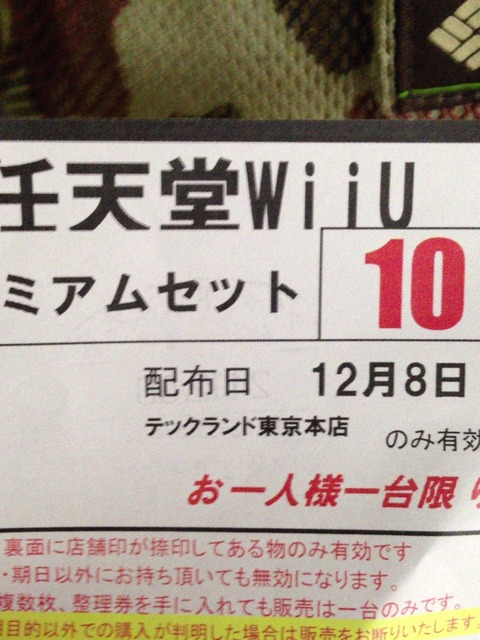 任天堂WiiU
ミアムセット
10
配布日 12月8日
テックランド東京本店 のみ有効
お一人様一台限り
裏面に店舗印が捺印してある物のみ有効です
・期日以外にお持ち頂いても無効になります。
複数枚、整理券を手に入れても販売は一台のみです。
目的以外での購入が判明した場合は販売をお断りいたします。